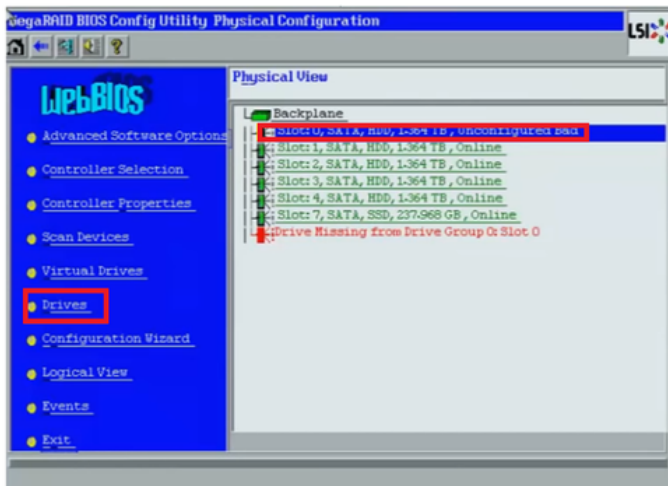 MegaRAID BIOS Config Utility Physical Configuration
LSI
WebBIOS
Physical View
Advanced Software Options
Controller Selection
Controller Properties
Scan Devices
Virtual Drives
Drives
Configuration Wizard
Logical View
Events
Exit
Backplane
Slot: 0, SATA, HDD, 1.364 TB, Unconfigured Bad
Slot: 1, SATA, HDD, 1.364 TB, Online
Slot: 2, SATA, HDD, 1.364 TB, Online
Slot: 3, SATA, HDD, 1.364 TB, Online
Slot: 4, SATA, HDD, 1.364 TB, Online
Slot: 7, SATA, SSD, 237.968 GB, Online
Drive Missing from Drive Group 0: Slot 0